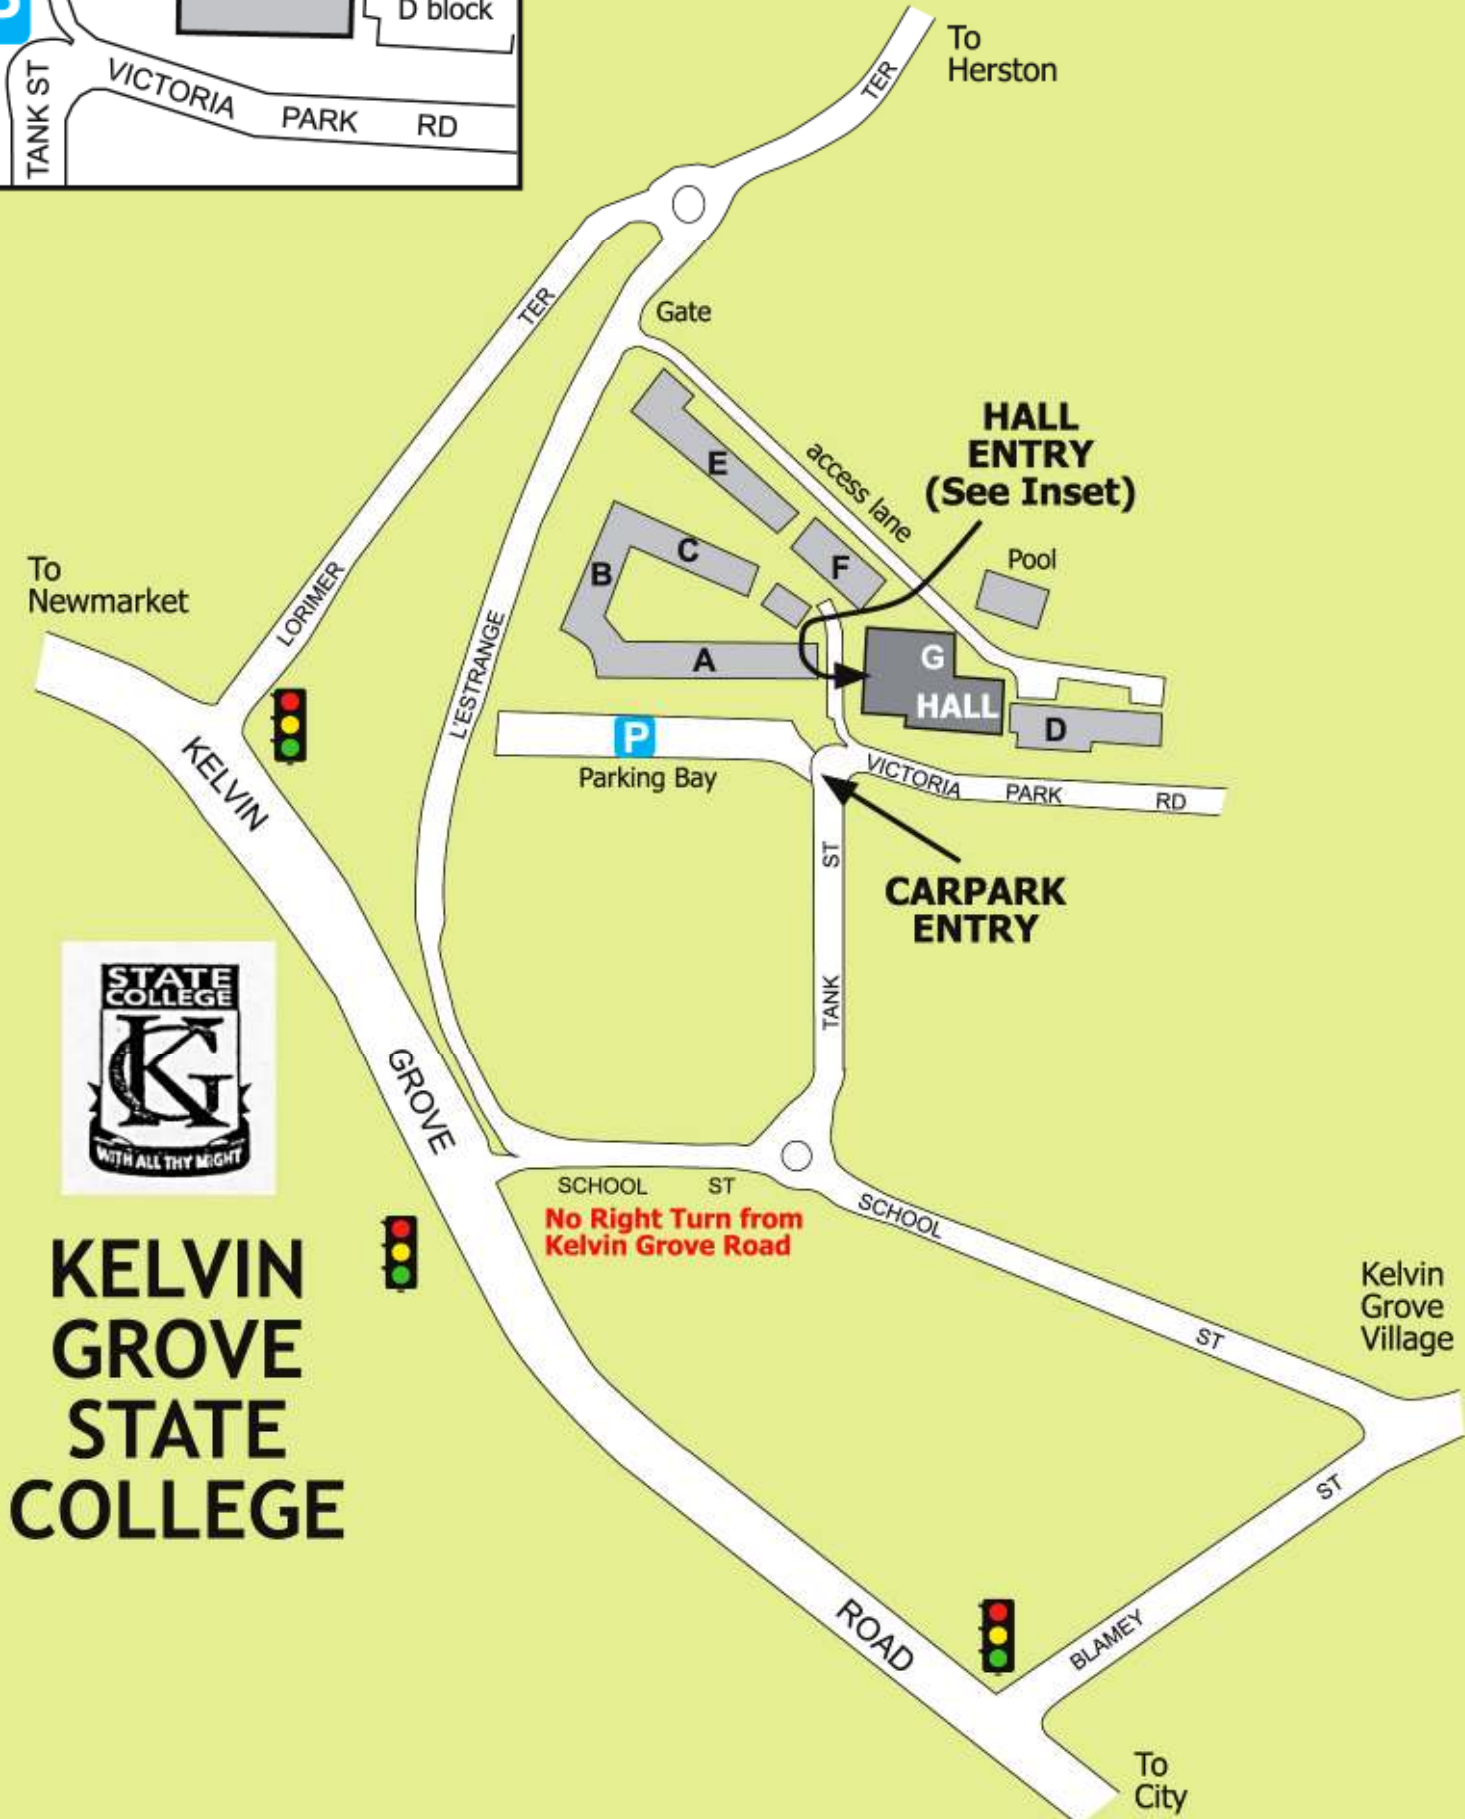 P
D block
TANK ST
VICTORIA PARK RD
To
Herston
TER
TER
Gate
HALL
ENTRY
(See Inset)
access lane
E
C
B
F
Pool
To
Newmarket
LORIMER
L'ESTRANGE
A
G
HALL
D
P
Parking Bay
VICTORIA PARK RD
KELVIN
ST
CARPARK
ENTRY
STATE
COLLEGE
KG
WITH ALL THY MIGHT
TANK
GROVE
SCHOOL ST
No Right Turn from
Kelvin Grove Road
SCHOOL
ST
KELVIN
GROVE
STATE
COLLEGE
Kelvin
Grove
Village
ST
BLAMEY
ROAD
To
City